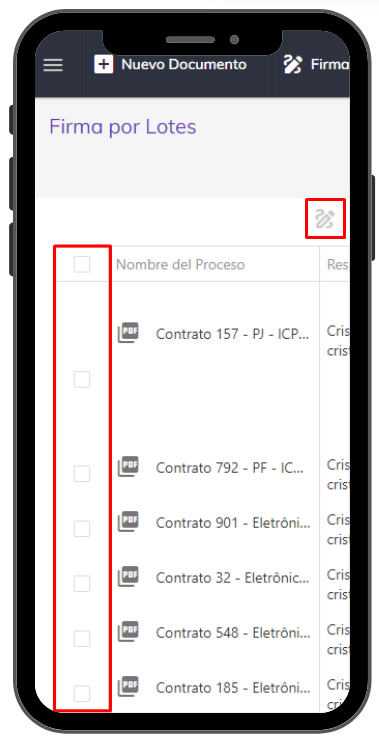 Nuevo Documento Firma
Firma por Lotes
Nombre del Proceso Res
PDF Contrato 157 - PJ - ICP... Cris
cris
PDF Contrato 792 - PF - IC... Cris
cris
PDF Contrato 901 - Eletrôni... Cris
cris
PDF Contrato 32 - Eletrônic... Cris
cris
PDF Contrato 548 - Eletrôni... Cris
cris
PDF Contrato 185 - Eletrôni... Cris
cri